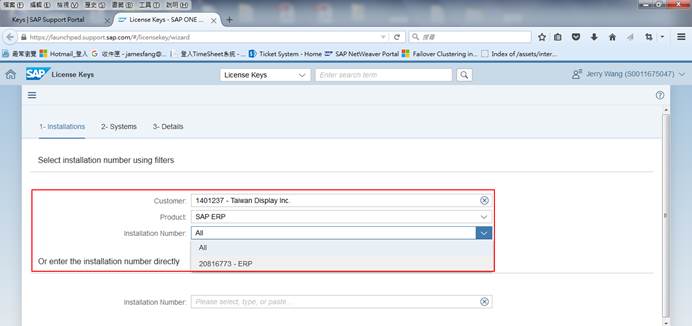 檔案(F) 編輯(E) 檢視(V) 歷史(S) 書籤(B) 工具(T) 說明(H)
Keys | SAP Support Portal
License Keys - SAP ONE ...
https://launchpad.support.sap.com/#/licensekey/wizard
搜尋
最常瀏覽 Hotmail_登入 收件匣 - jamesfang@... 登入TimeSheet系統 - ... Ticket System - Home SAP NetWeaver Portal Failover Clustering in... Index of /assets/inter...
SAP License Keys
License Keys
Enter search term
Jerry Wang (S0011675047)
1- Installations 2- Systems 3- Details
Select installation number using filters
Customer: 1401237 - Taiwan Display Inc.
Product: SAP ERP
Installation Number: All
All
20816773 - ERP
Or enter the installation number directly
Installation Number: Please select, type, or paste...